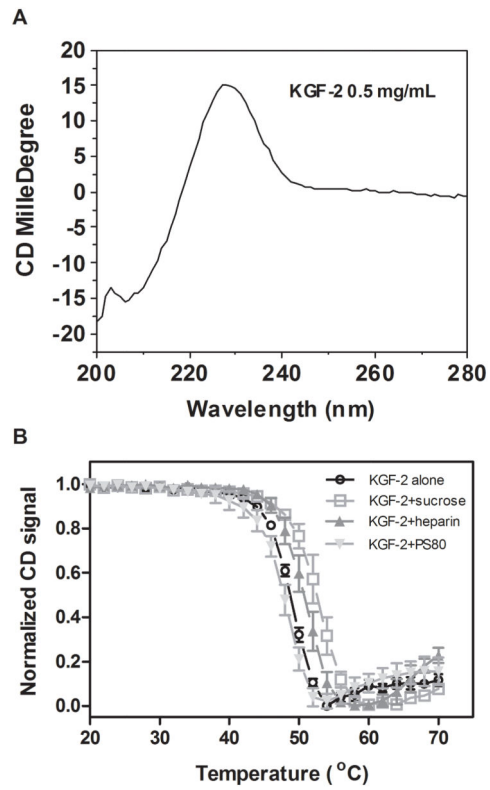 A
KGF-2 0.5 mg/mL
CD MilleDegree
20
15
10
5
0
-5
-10
-15
-20
200 220 240 260 280
Wavelength (nm)
B
KGF-2 alone
KGF-2+sucrose
KGF-2+heparin
KGF-2+PS80
Normalized CD signal
1.0
0.8
0.6
0.4
0.2
0.0
20 30 40 50 60 70
Temperature (°C)